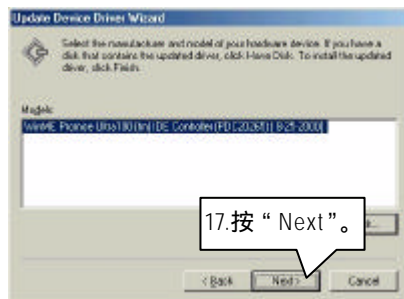 Update Device Driver Wizard
Select the manufacturer and model of your hardware device. If you have a
disk that contains the updated driver, click Have Disk. To install the updated
driver, click Finish.
Models:
WinME Promise Ultra100 (tm) IDE Controller (PDC20265) [ 8-21-2000]
17.按“Next”。
< Back
Next >
Cancel